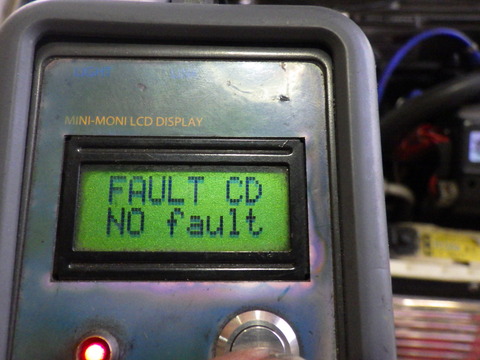 MINI-MONI LCD DISPLAY
FAULT CD
NO fault